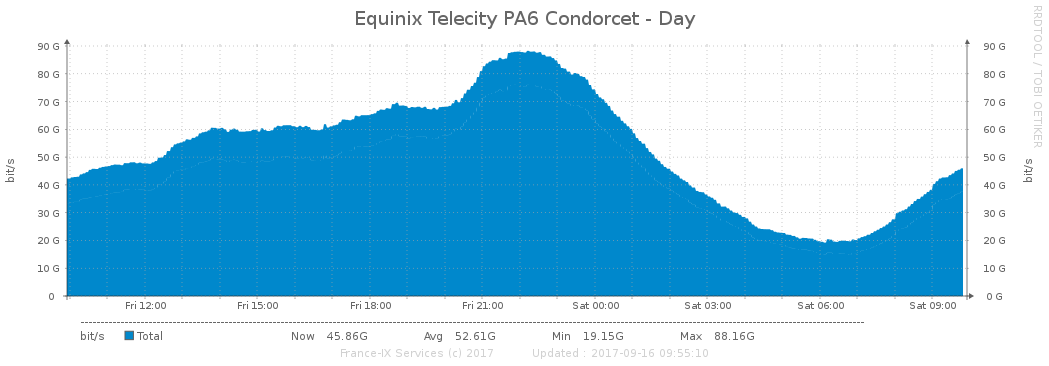 Equinix Telecity PA6 Condorcet - Day
RRDTOOL / TOBI OETIKER
bit/s
90 G
80 G
70 G
60 G
50 G
40 G
30 G
20 G
10 G
0
90 G
80 G
70 G
60 G
50 G
40 G
30 G
20 G
10 G
0 G
bit/s
Fri 12:00 Fri 15:00 Fri 18:00 Fri 21:00 Sat 00:00 Sat 03:00 Sat 06:00 Sat 09:00
bit/s Total Now 45.86G Avg 52.61G Min 19.15G Max 88.16G
France-IX Services (c) 2017 Updated : 2017-09-16 09:55:10